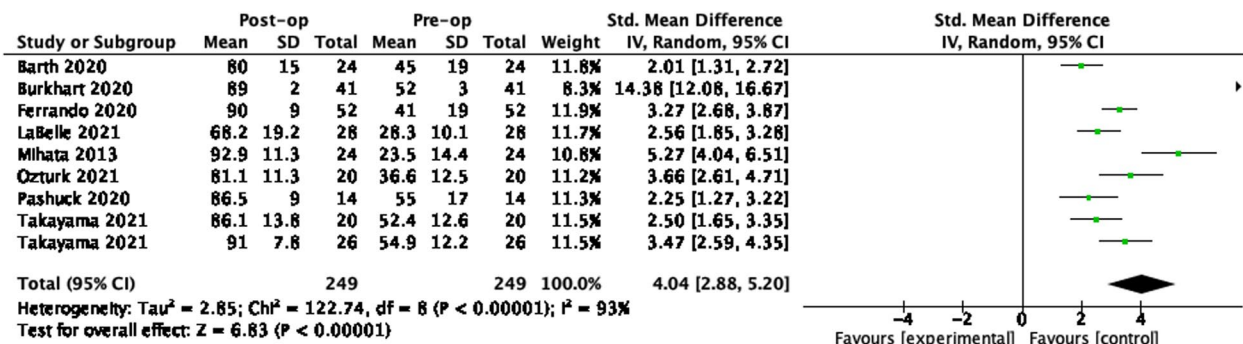 Post-op Pre-op Std. Mean Difference Std. Mean Difference
Study or Subgroup Mean SD Total Mean SD Total Weight IV, Random, 95% CI IV, Random, 95% CI
Barth 2020 80 15 24 45 19 24 11.8% 2.01 [1.31, 2.72]
Burkhart 2020 89 2 41 52 3 41 8.3% 14.38 [12.08, 16.67]
Ferrando 2020 90 9 52 41 19 52 11.9% 3.27 [2.68, 3.87]
LaBelle 2021 68.2 19.2 28 28.3 10.1 28 11.7% 2.56 [1.85, 3.28]
Mihata 2013 92.9 11.3 24 23.5 14.4 24 10.8% 5.27 [4.04, 6.51]
Ozturk 2021 81.1 11.3 20 36.6 12.5 20 11.2% 3.66 [2.61, 4.71]
Pashuck 2020 86.5 9 14 55 17 14 11.3% 2.25 [1.27, 3.22]
Takayama 2021 86.1 13.8 20 52.4 12.6 20 11.5% 2.50 [1.65, 3.35]
Takayama 2021 91 7.8 26 54.9 12.2 26 11.5% 3.47 [2.59, 4.35]
Total (95% CI) 249 249 100.0% 4.04 [2.88, 5.20]
Heterogeneity: Tau² = 2.85; Chi² = 122.74, df = 8 (P < 0.00001); I² = 93%
Test for overall effect: Z = 6.83 (P < 0.00001)
-4 -2 0 2 4
Favours [experimental] Favours [control]